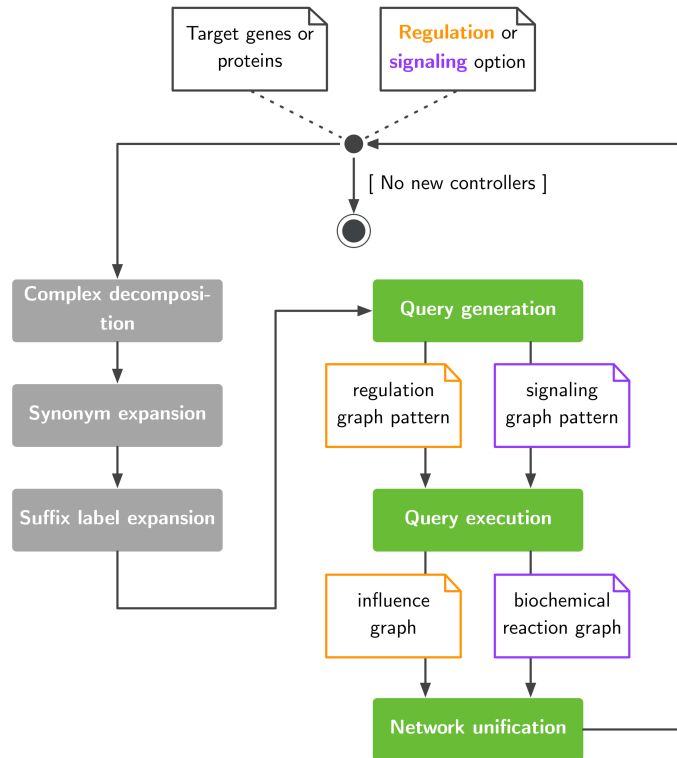 Target genes or
proteins
Regulation or
signaling option
[ No new controllers ]
Complex decomposi-
tion
Synonym expansion
Suffix label expansion
Query generation
regulation
graph pattern
signaling
graph pattern
Query execution
influence
graph
biochemical
reaction graph
Network unification